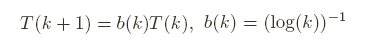 T(k + 1) = b(k)T(k), b(k) = (log(k))⁻¹